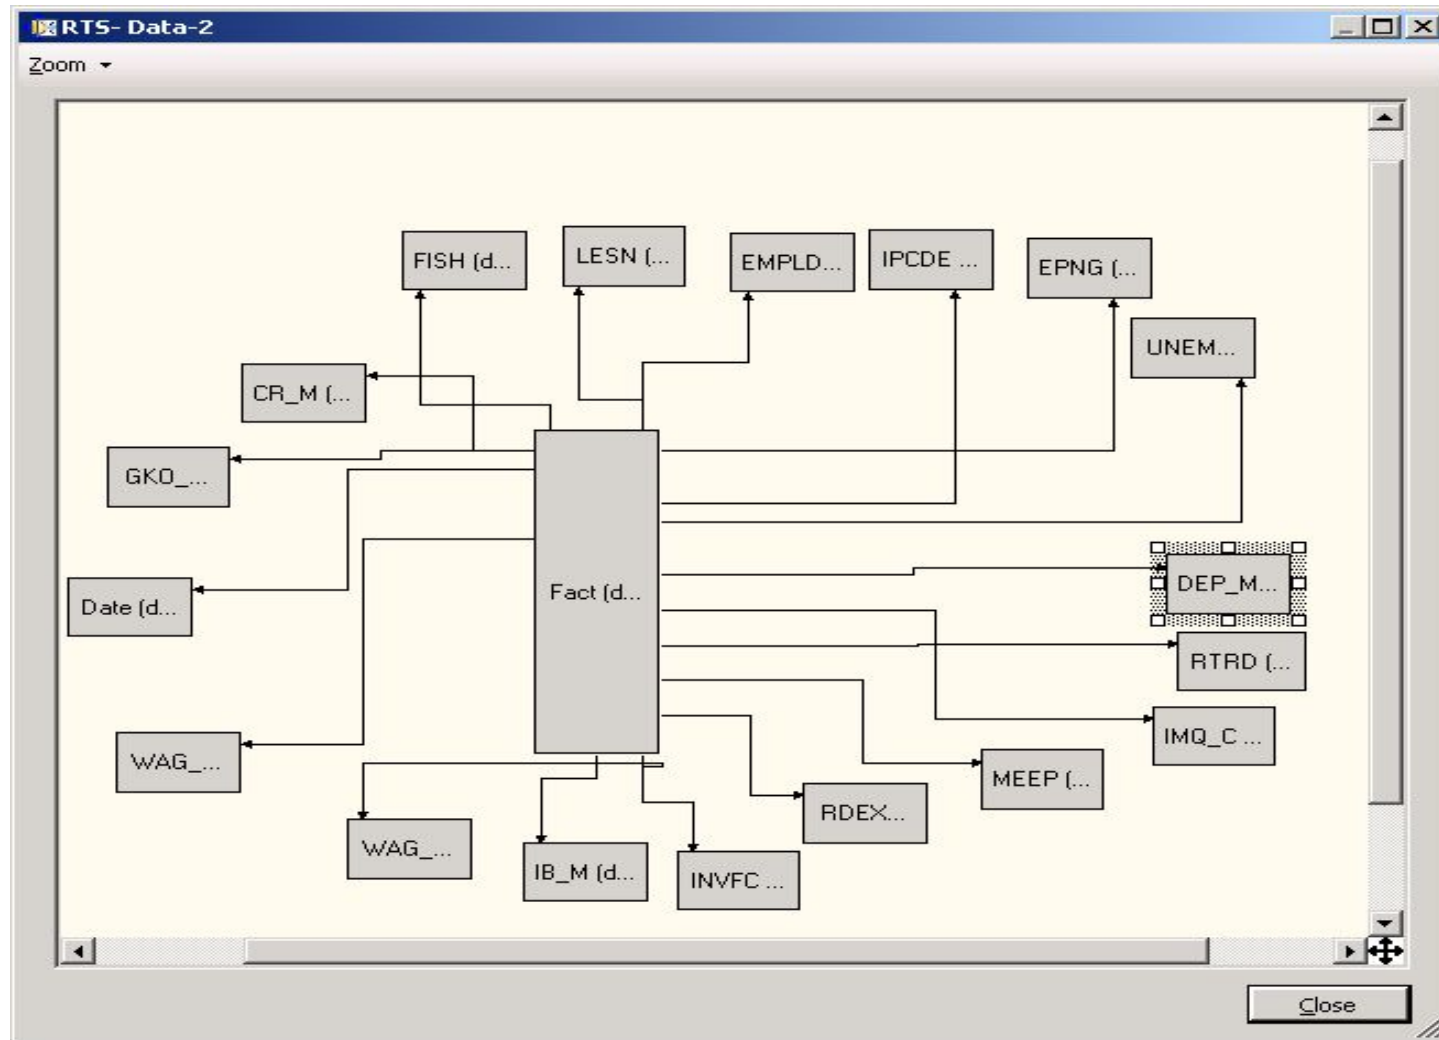 RTS- Data-2
Zoom
FISH (d...
LESN (...
EMPLD...
IPCDE ...
EPNG (...
UNEM...
CR_M (...
GKO_...
Fact (d...
DEP_M...
Date (d...
RTRD (...
IMQ_C ...
WAG_...
MEEP (...
RDEX...
WAG_...
IB_M (d...
INVFC ...
Close